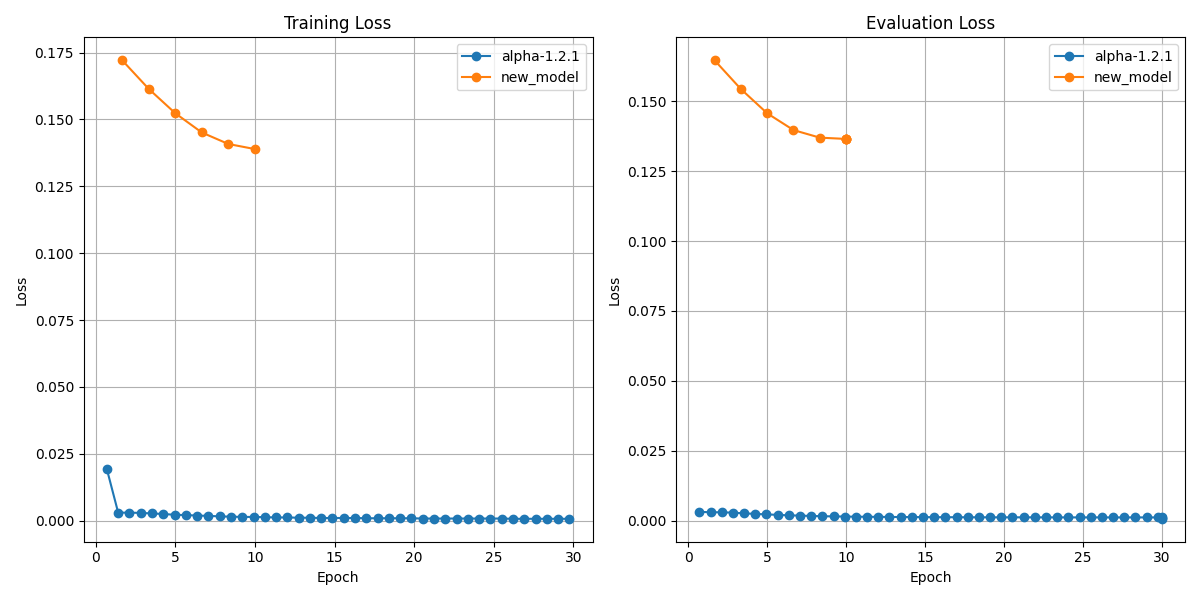 Training Loss
Evaluation Loss
alpha-1.2.1
new_model
alpha-1.2.1
new_model
0.175
0.150
0.125
0.100
0.075
0.050
0.025
0.000
Loss
0 5 10 15 20 25 30
Epoch
0.150
0.125
0.100
0.075
0.050
0.025
0.000
Loss
0 5 10 15 20 25 30
Epoch